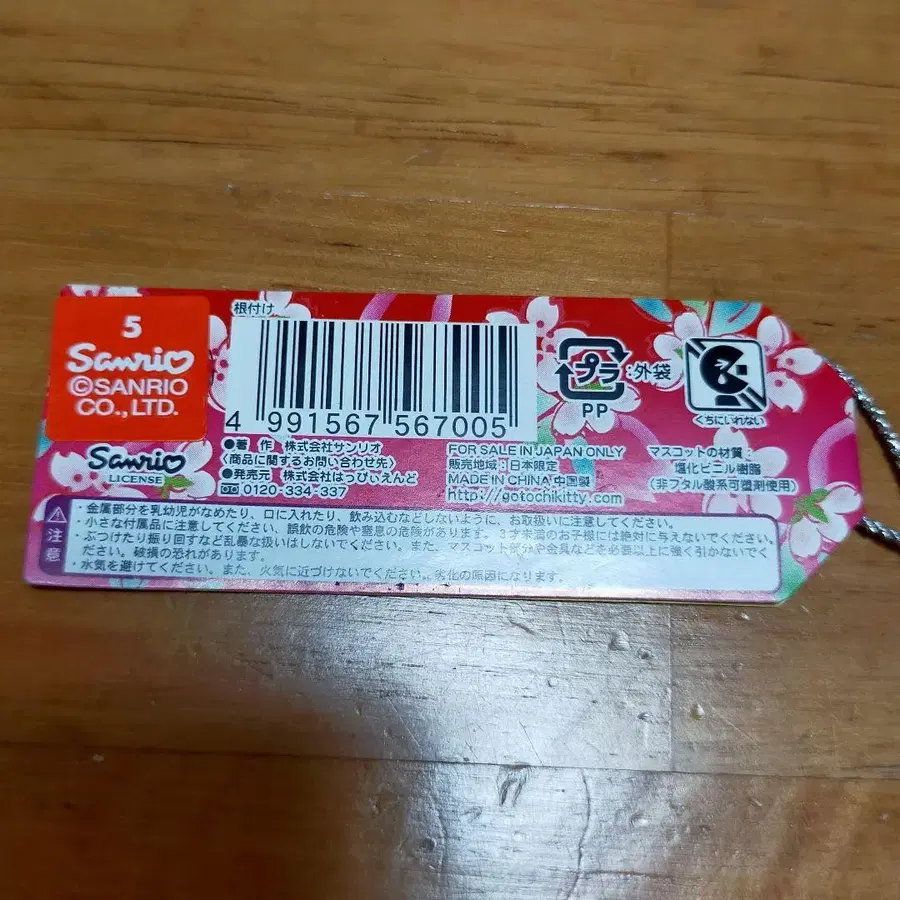 5
Sanrio
©SANRIO
CO.,LTD.
根付け
4 991567 567005
プラ :外袋
PP
くちにいれない
Sanrio
LICENSE
●著 作 株式会社サンリオ
〈商品に関するお問い合わせ先〉
●発売元 株式会社はっぴぃえんど
0120-334-337
FOR SALE IN JAPAN ONLY
販売地域：日本限定
MADE IN CHINA 中国製
http://gotochikitty.com/
マスコットの材質：
塩化ビニル樹脂
(非フタル酸系可塑剤使用)
注意
・金属部分を乳幼児がなめたり、口に入れたり、飲み込むなどしないように、お取扱いに注意してください。
・小さな付属品に注意してください、誤飲の危険や窒息の危険があります。3才未満のお子様には絶対に与えないでください。
・ぶつけたり振り回すなど乱暴な扱いはしないでください。また、マスコット部分や金具などを必要以上に強く引かないでく
ださい。破損の恐れがあります。
・水気を避けてください。また、火気に近づけないでください。劣化の原因になります。